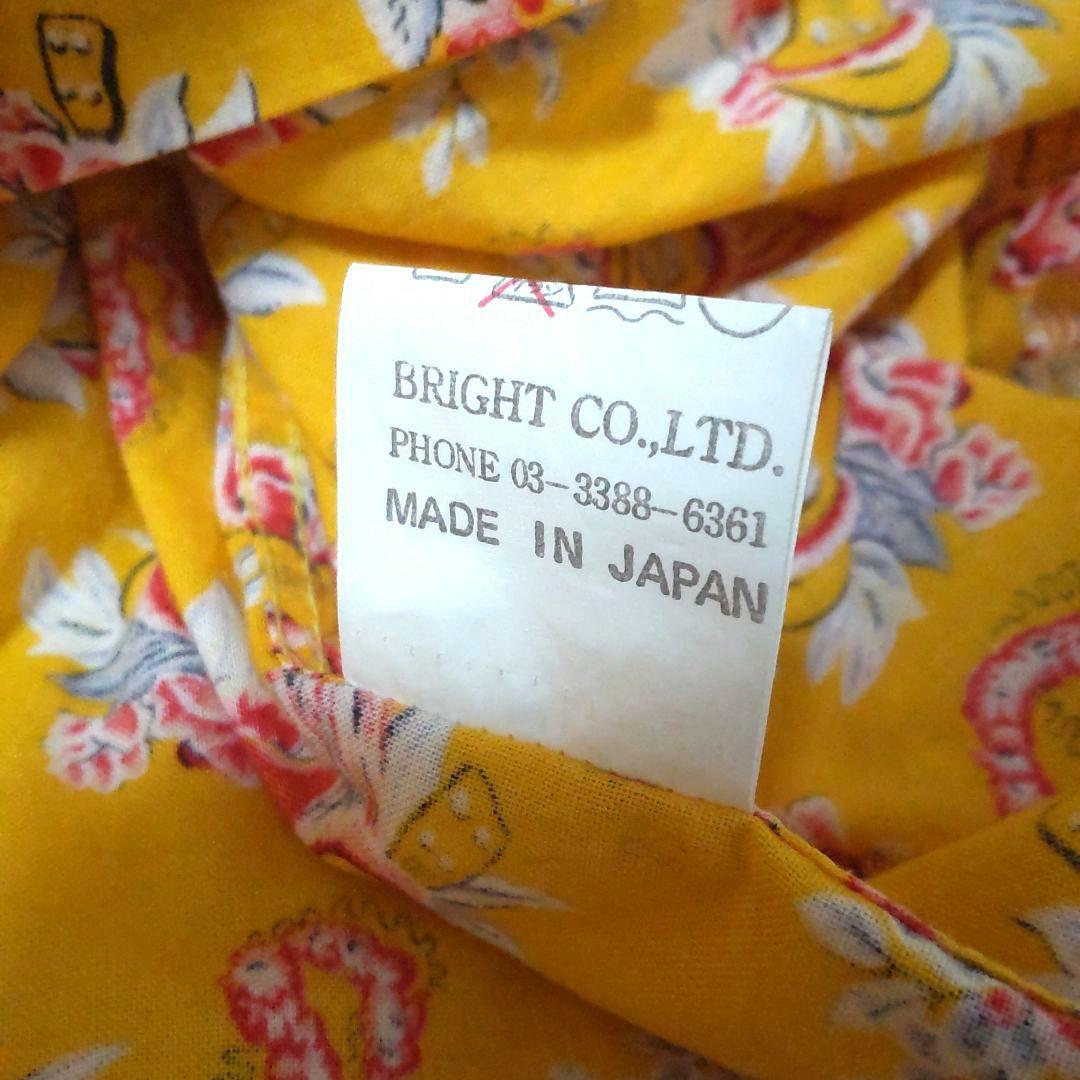 BRIGHT CO.,LTD.
PHONE 03-3388-6361
MADE IN JAPAN